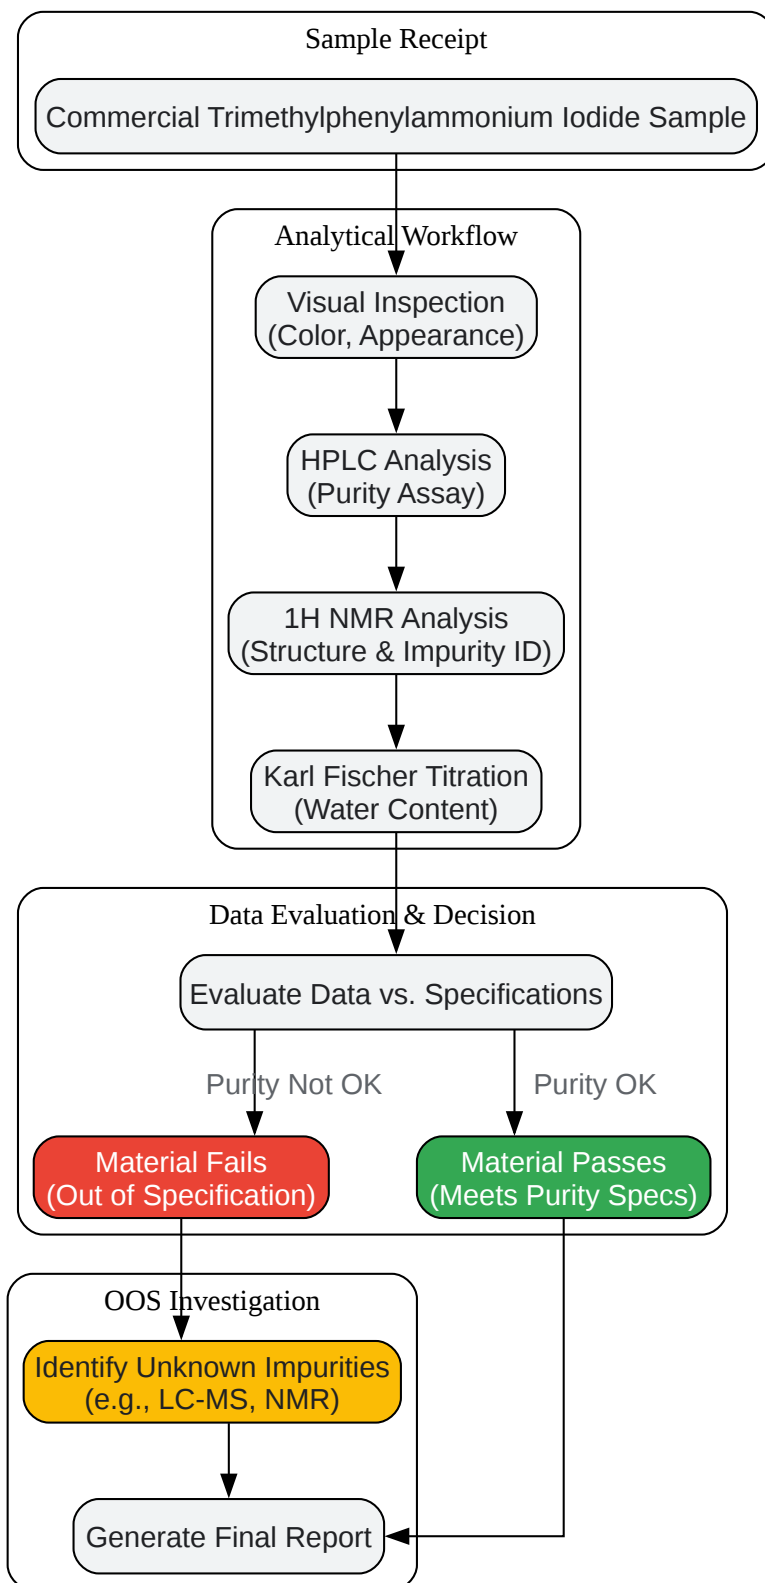 Sample Receipt
Commercial Trimethylphenylammonium Iodide Sample
Analytical Workflow
Visual Inspection
(Color, Appearance)
HPLC Analysis
(Purity Assay)
1H NMR Analysis
(Structure & Impurity ID)
Karl Fischer Titration
(Water Content)
Data Evaluation & Decision
Evaluate Data vs. Specifications
Purity Not OK
Purity OK
Material Fails
(Out of Specification)
Material Passes
(Meets Purity Specs)
OOS Investigation
Identify Unknown Impurities
(e.g., LC-MS, NMR)
Generate Final Report